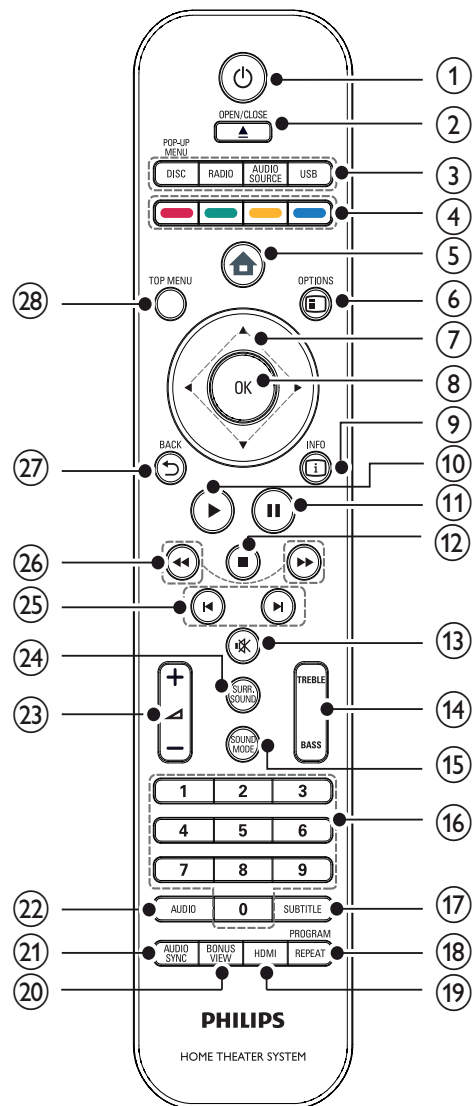 1
OPEN/CLOSE
2
POP-UP
MENU
DISC RADIO AUDIO
SOURCE USB
3
4
5
TOP MENU OPTIONS
28
6
7
OK
8
9
BACK INFO
27
i
10
11
12
26
25
13
24
SURR.
SOUND
TREBLE
23
14
SOUND
MODE
BASS
15
1 2 3
4 5 6
16
7 8 9
22
AUDIO 0 SUBTITLE
17
PROGRAM
21
AUDIO
SYNC BONUS
VIEW HDMI REPEAT
18
20
19
PHILIPS
HOME THEATER SYSTEM